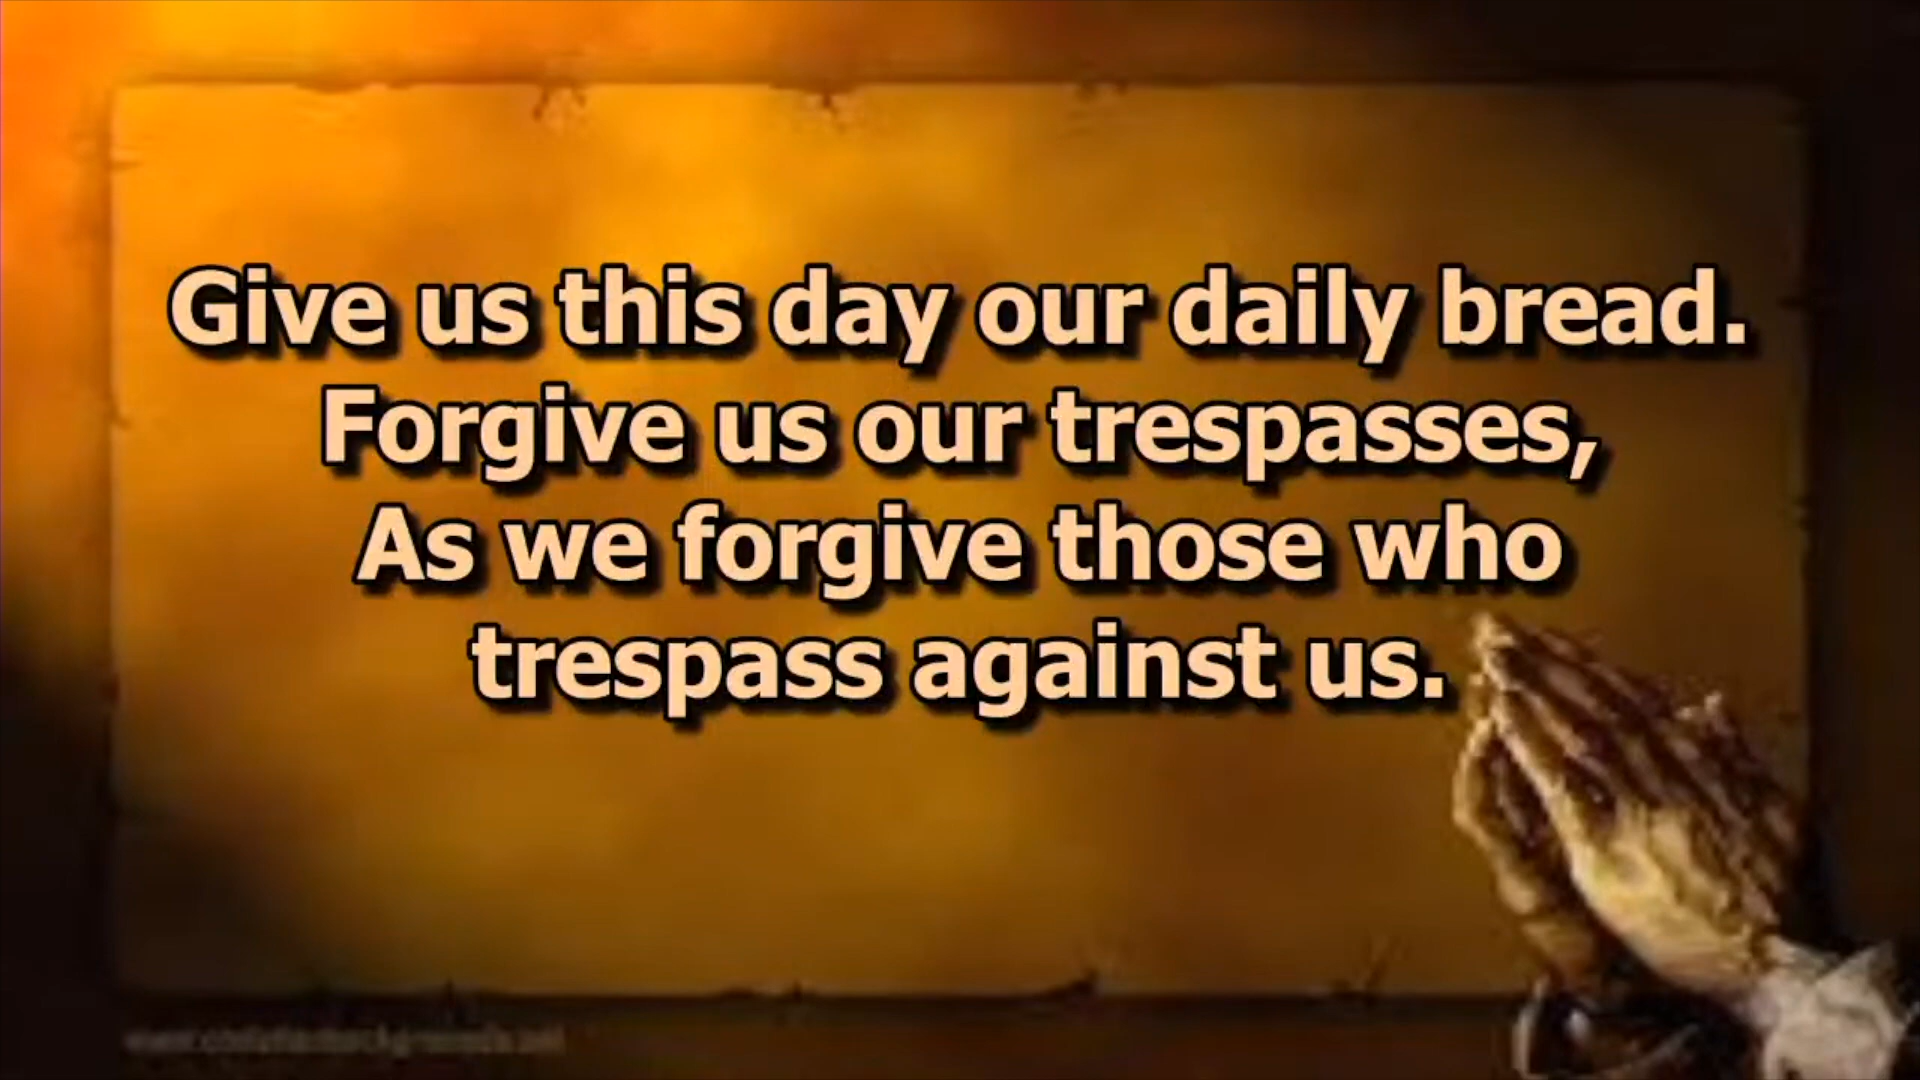 Give us this day our daily bread.
Forgive us our trespasses,
As we forgive those who
trespass against us.